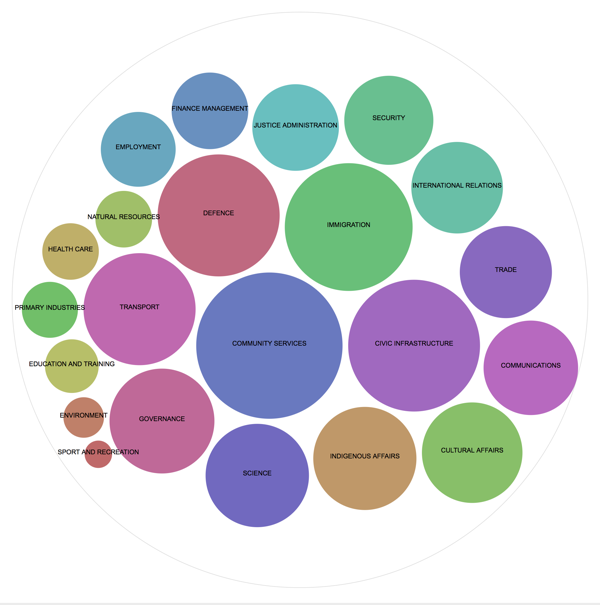 FINANCE MANAGEMENT
JUSTICE ADMINISTRATION
SECURITY
EMPLOYMENT
INTERNATIONAL RELATIONS
DEFENCE
NATURAL RESOURCES
IMMIGRATION
HEALTH CARE
TRADE
TRANSPORT
PRIMARY INDUSTRIES
COMMUNITY SERVICES
CIVIC INFRASTRUCTURE
EDUCATION AND TRAINING
COMMUNICATIONS
ENVIRONMENT
GOVERNANCE
SPORT AND RECREATION
CULTURAL AFFAIRS
INDIGENOUS AFFAIRS
SCIENCE